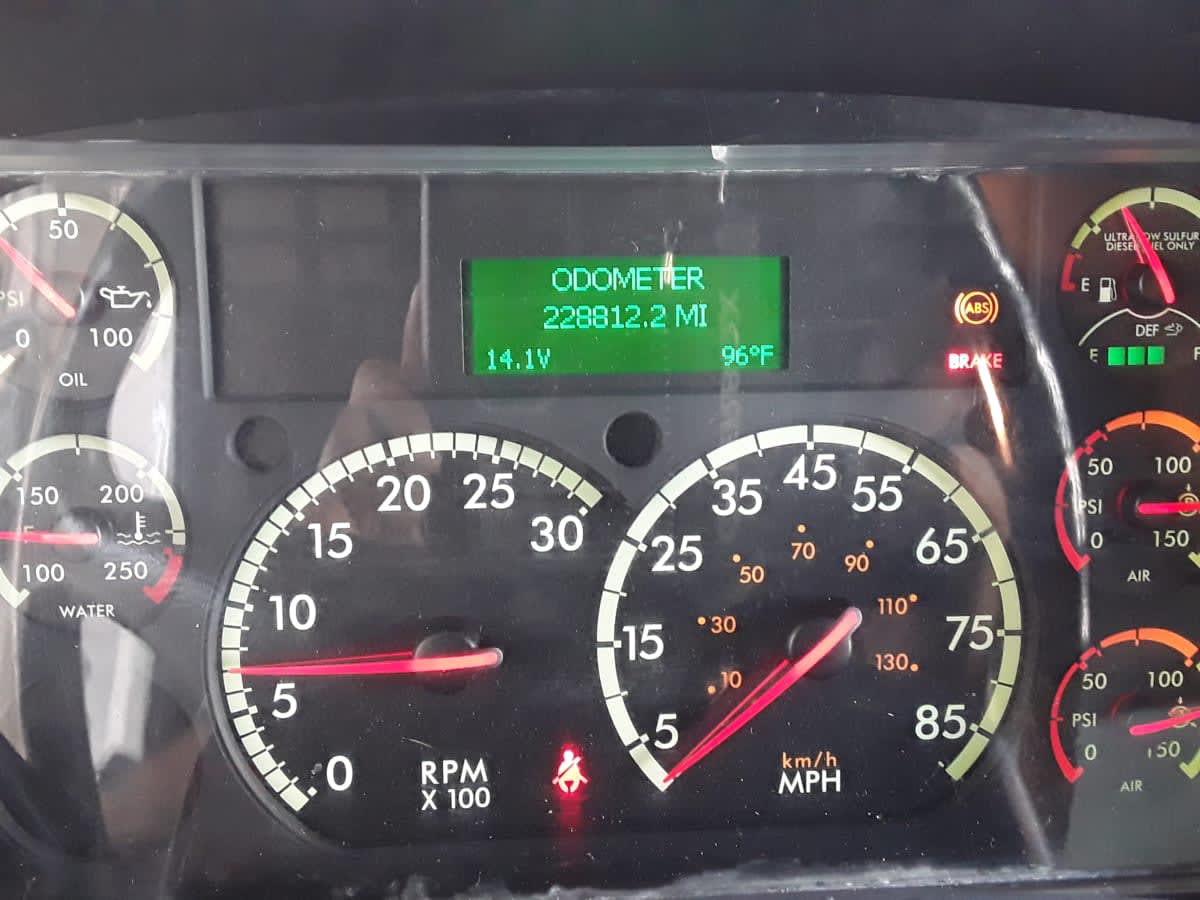 50
PSI
0
100
OIL
150
200
100
250
WATER
ODOMETER
228812.2 MI
14.1V
96°F
ABS
BRAKE
0
5
10
15
20
25
30
RPM
X 100
5
15
25
35
45
55
65
75
85
10
30
50
70
90
110
130
km/h
MPH
ULTRA LOW SULFUR
DIESEL FUEL ONLY
E
DEF
E
F
50
100
PSI
0
150
AIR
50
100
PSI
0
150
AIR